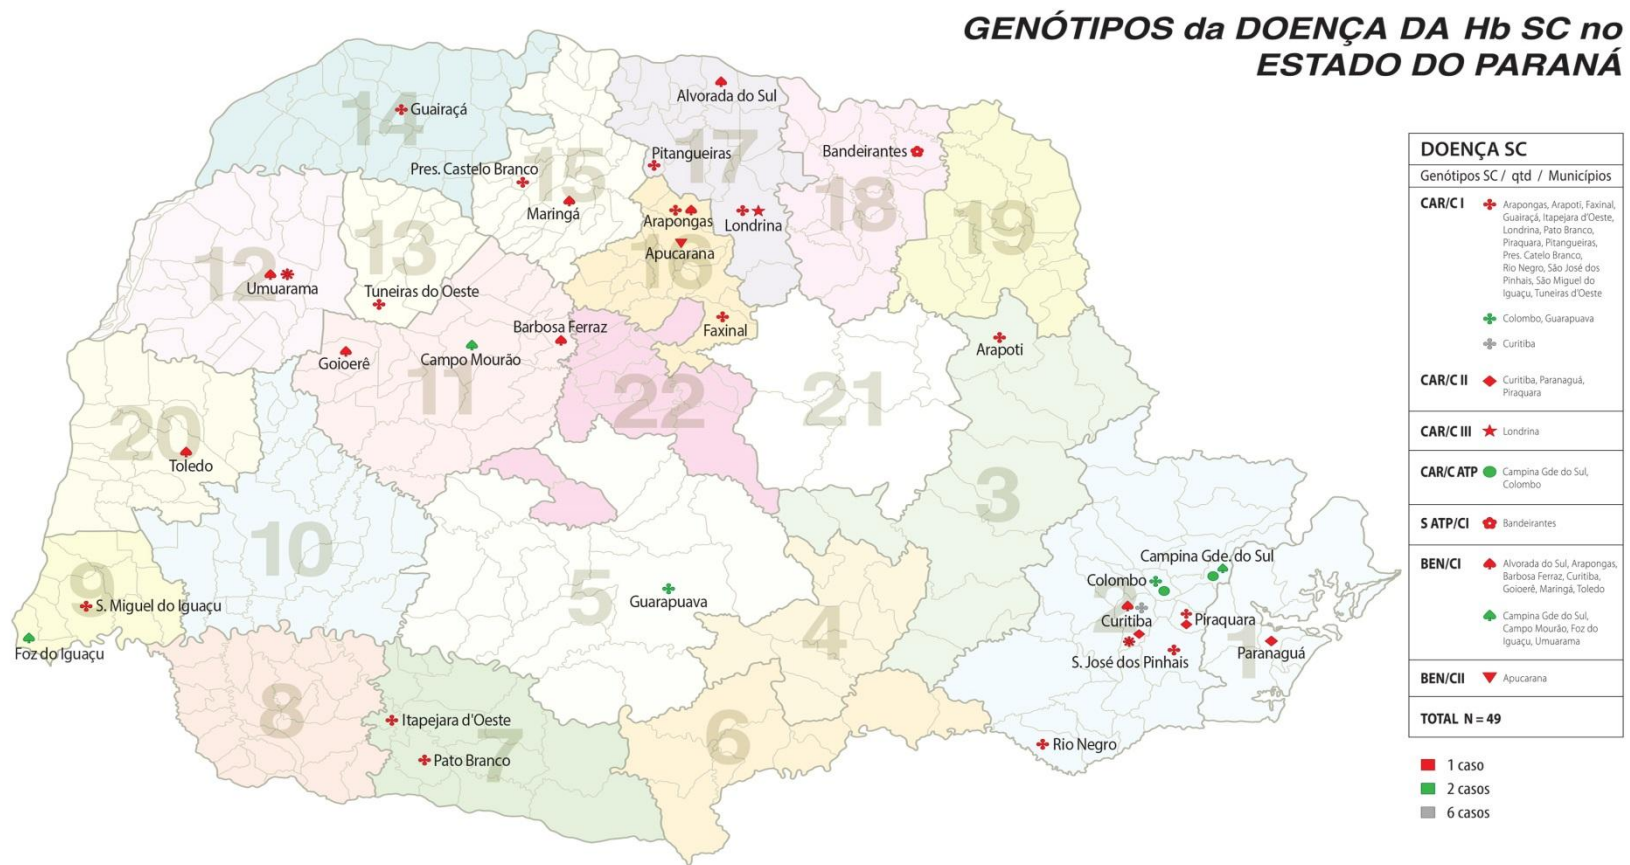 GENÓTIPOS da DOENÇA DA Hb SC no
ESTADO DO PARANÁ
14
Guairaçá
Alvorada do Sul
17
Pitangueiras
Bandeirantes
Pres. Castelo Branco
15
Maringá
18
19
Arapongas
Londrina
Apucarana
16
13
12
Umuarama
Tuneiras do Oeste
Barbosa Ferraz
Faxinal
Arapoti
Goioerê
Campo Mourão
11
22
21
20
Toledo
3
10
Campina Gde. do Sul
Colombo
9
S. Miguel do Iguaçu
5
Guarapuava
4
2
Curitiba
Piraquara
1
Foz do Iguaçu
S. José dos Pinhais
Paranaguá
8
Itapejara d'Oeste
7
Pato Branco
6
Rio Negro
DOENÇA SC
Genótipos SC / qtd / Municípios
CAR/C I
Arapongas, Arapoti, Faxinal,
Guairaçá, Itapejara d'Oeste,
Londrina, Pato Branco,
Piraquara, Pitangueiras,
Pres. Catelo Branco,
Rio Negro, São José dos
Pinhais, São Miguel do
Iguaçu, Tuneiras d'Oeste
Colombo, Guarapuava
Curitiba
CAR/C II
Curitiba, Paranaguá,
Piraquara
CAR/C III
Londrina
CAR/C ATP
Campina Gde do Sul,
Colombo
S ATP/CI
Bandeirantes
BEN/CI
Alvorada do Sul, Arapongas,
Barbosa Ferraz, Curitiba,
Goioerê, Maringá, Toledo
Campina Gde do Sul,
Campo Mourão, Foz do
Iguaçu, Umuarama
BEN/CII
Apucarana
TOTAL N = 49
1 caso
2 casos
6 casos